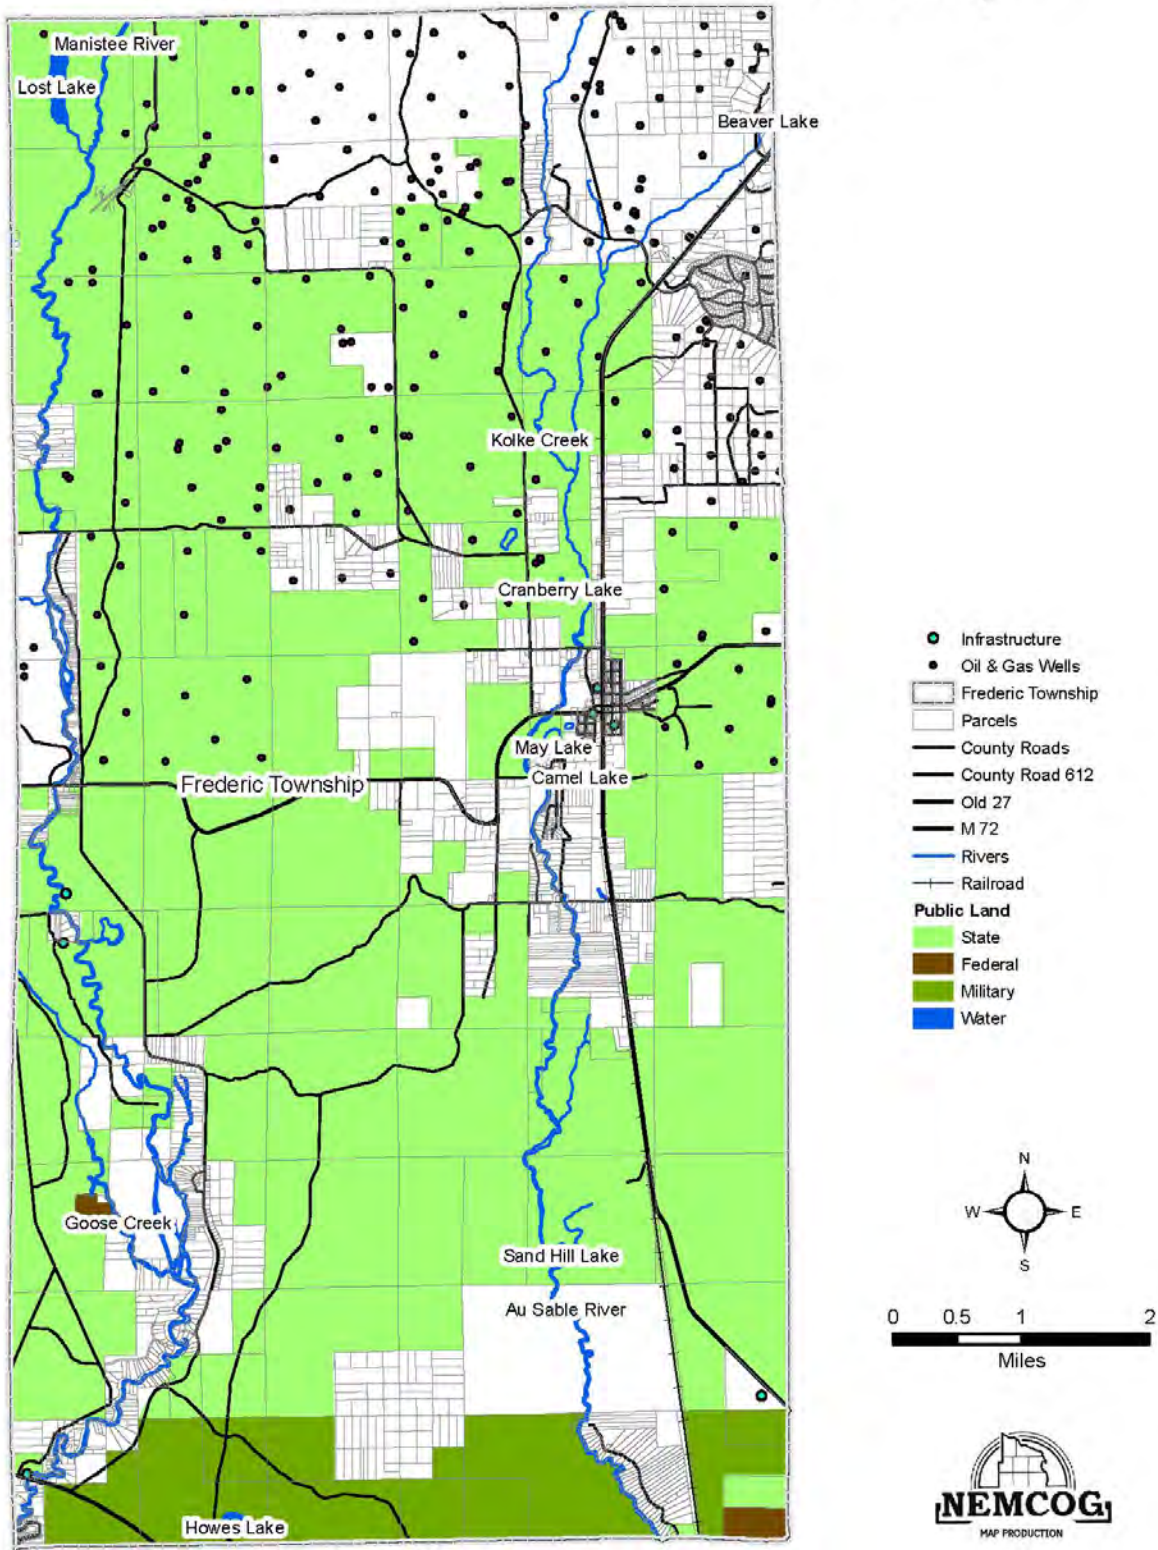 Manistee River
Lost Lake
Beaver Lake
Kolke Creek
Cranberry Lake
May Lake
Camel Lake
Frederic Township
Goose Creek
Sand Hill Lake
Au Sable River
Howes Lake
Infrastructure
Oil & Gas Wells
Frederic Township
Parcels
County Roads
County Road 612
Old 27
M 72
Rivers
Railroad
Public Land
State
Federal
Military
Water
N
W E
S
0 0.5 1 2
Miles
NEMCOG
MAP PRODUCTION